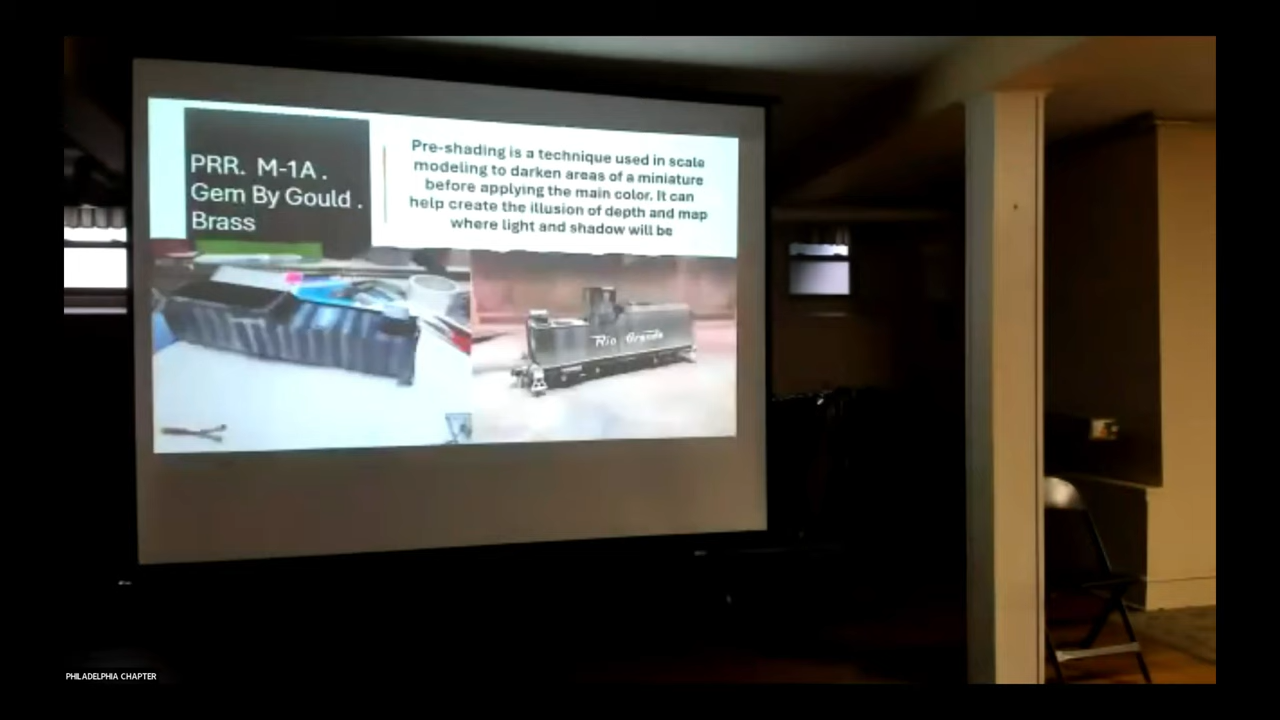 PRR. M-1A .
Gem By Gould .
Brass
Pre-shading is a technique used in scale
modeling to darken areas of a miniature
before applying the main color. It can
help create the illusion of depth and map
where light and shadow will be
Rio Grande
PHILADELPHIA CHAPTER